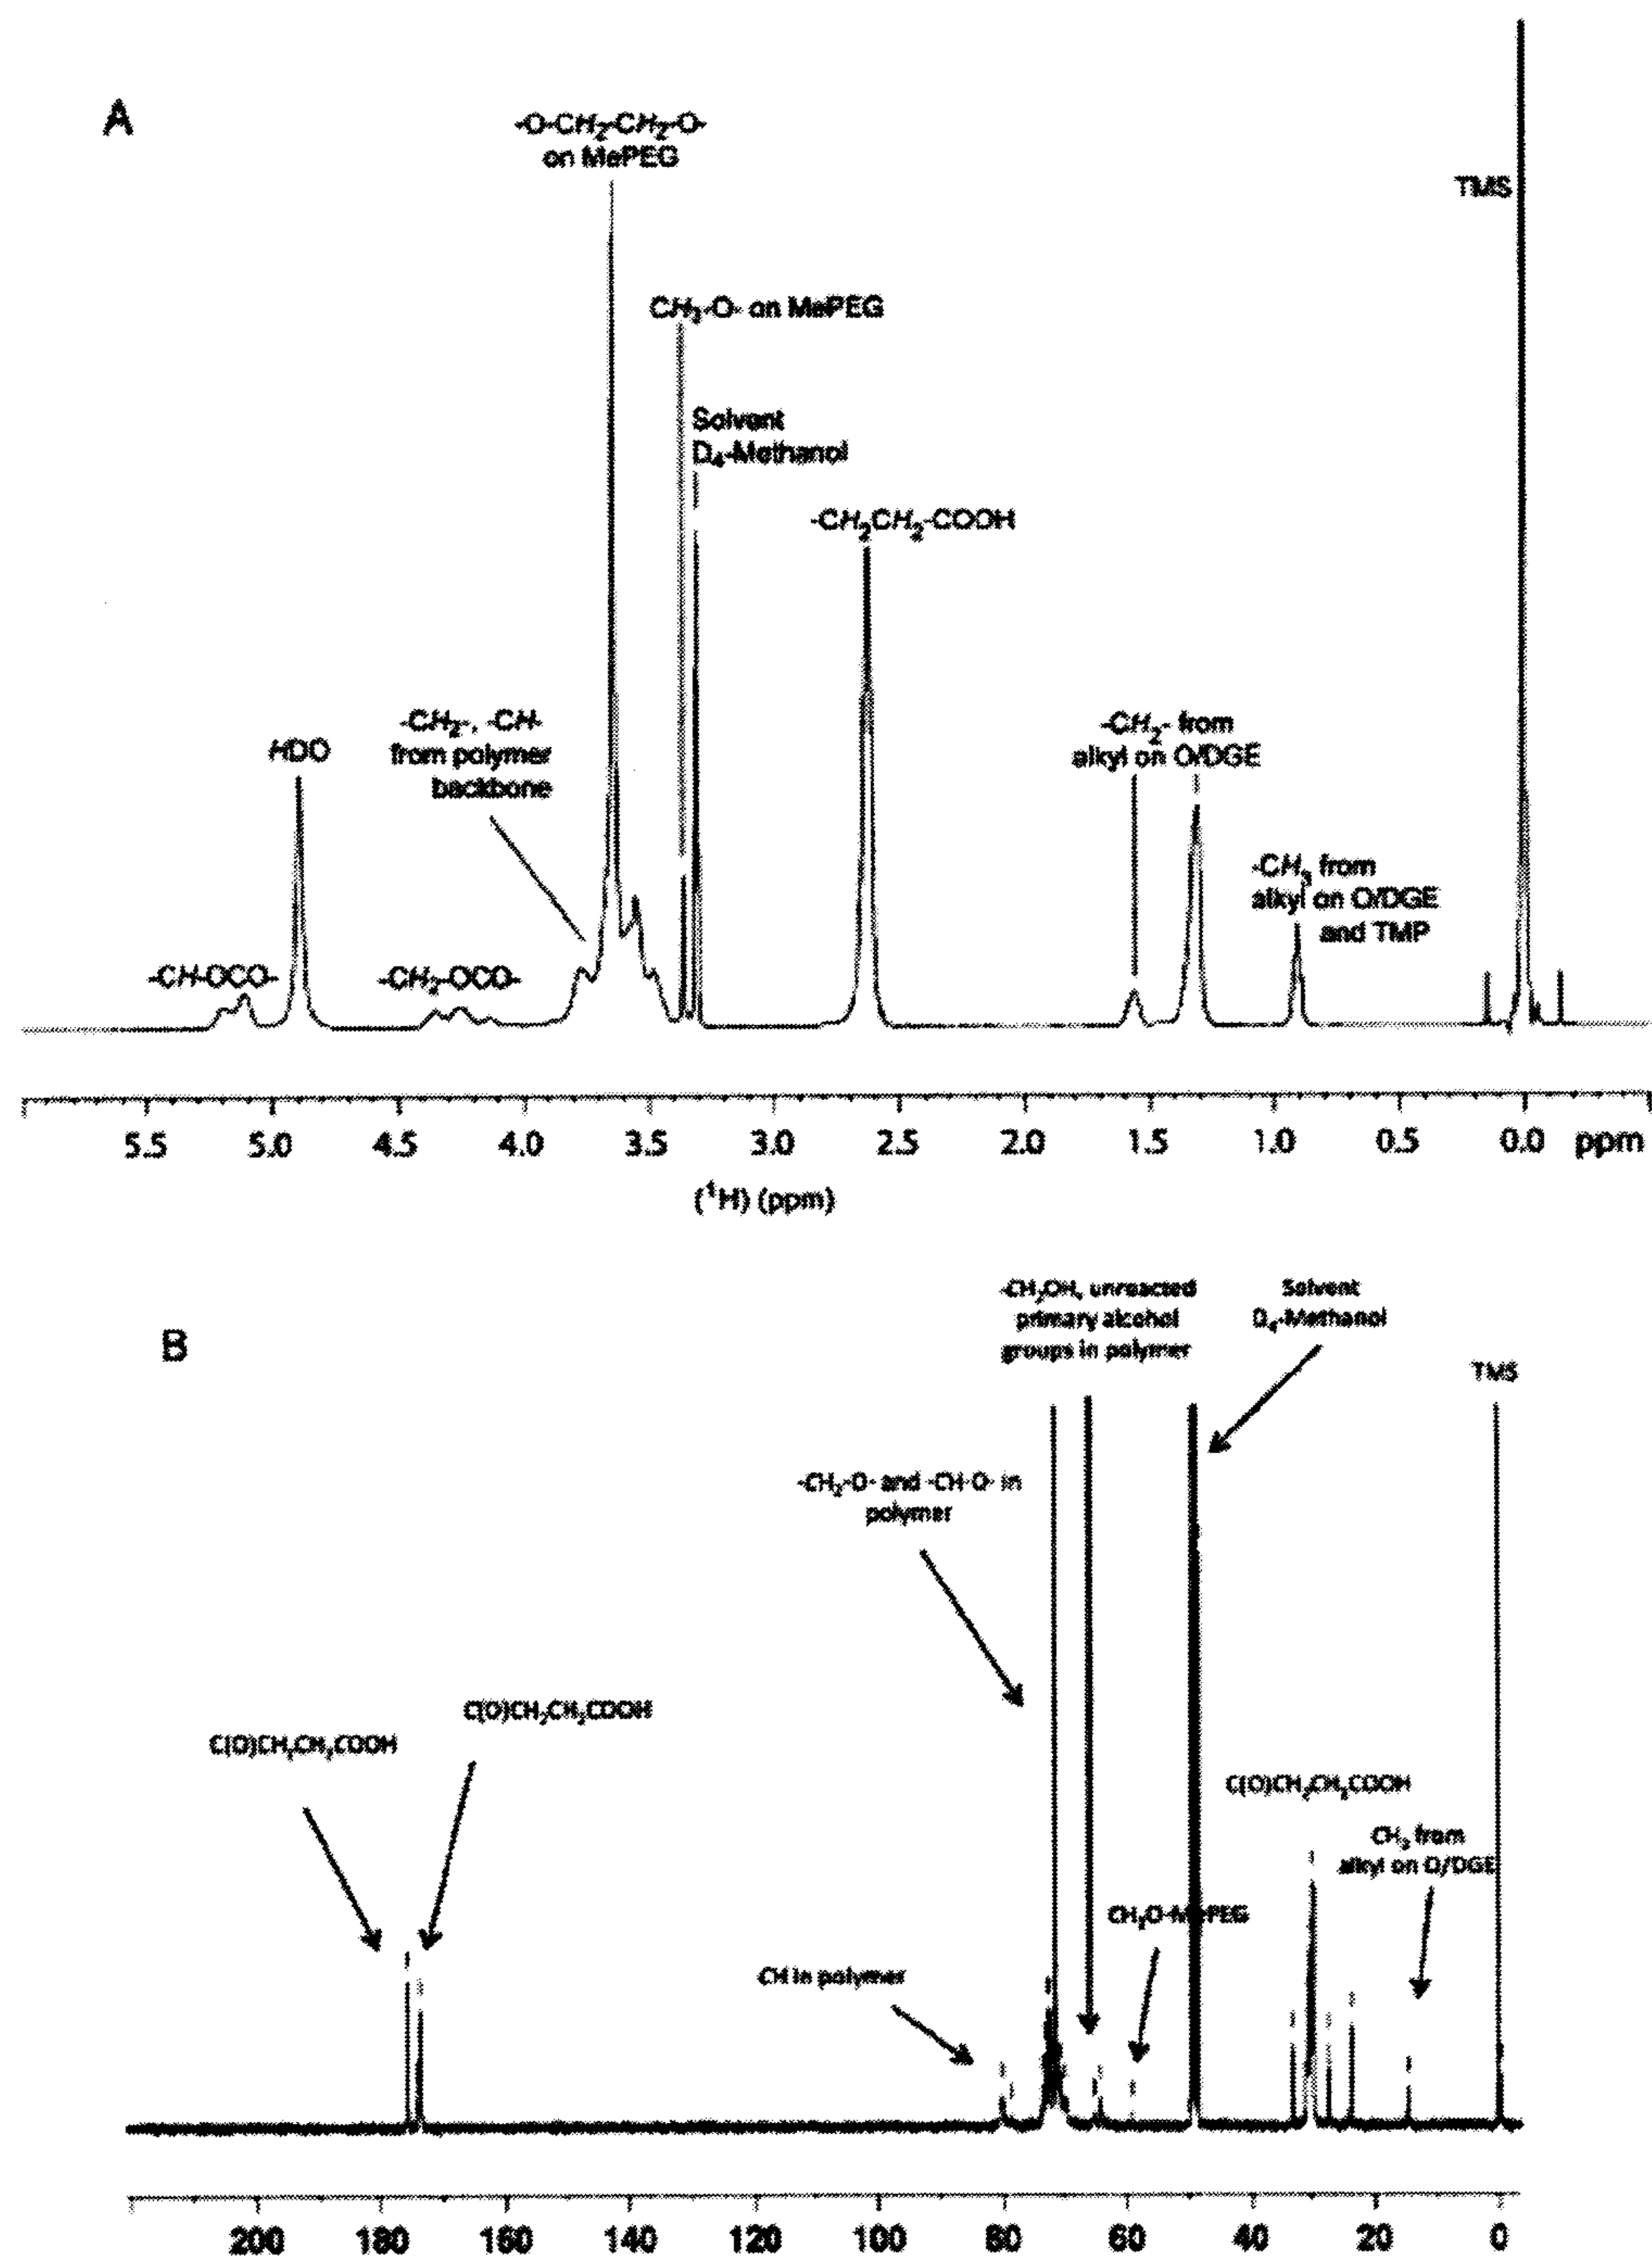 A
-O-CH₂-CH₂-O-
on MePEG
TMS
CH₃-O- on MePEG
Solvent
D₄-Methanol
-CH₂CH₂-COOH
-CH₂-, -CH-
from polymer
backbone
HDO
-CH₂- from
alkyl on O/DGE
-CH₃ from
alkyl on O/DGE
and TMP
-CH-OCO-
-CH₂-OCO-
5.5 5.0 4.5 4.0 3.5 3.0 2.5 2.0 1.5 1.0 0.5 0.0 ppm
(¹H) (ppm)
B
-CH₂OH, unreacted
primary alcohol
groups in polymer
Solvent
D₄-Methanol
TMS
-CH₂-O- and -CH-O- in
polymer
C(O)CH₂CH₂COOH
C(O)CH₂CH₂COOH
C(O)CH₂CH₂COOH
CH₃ from
alkyl on O/DGE
CH₃O-MePEG
CH in polymer
200 180 160 140 120 100 80 60 40 20 0